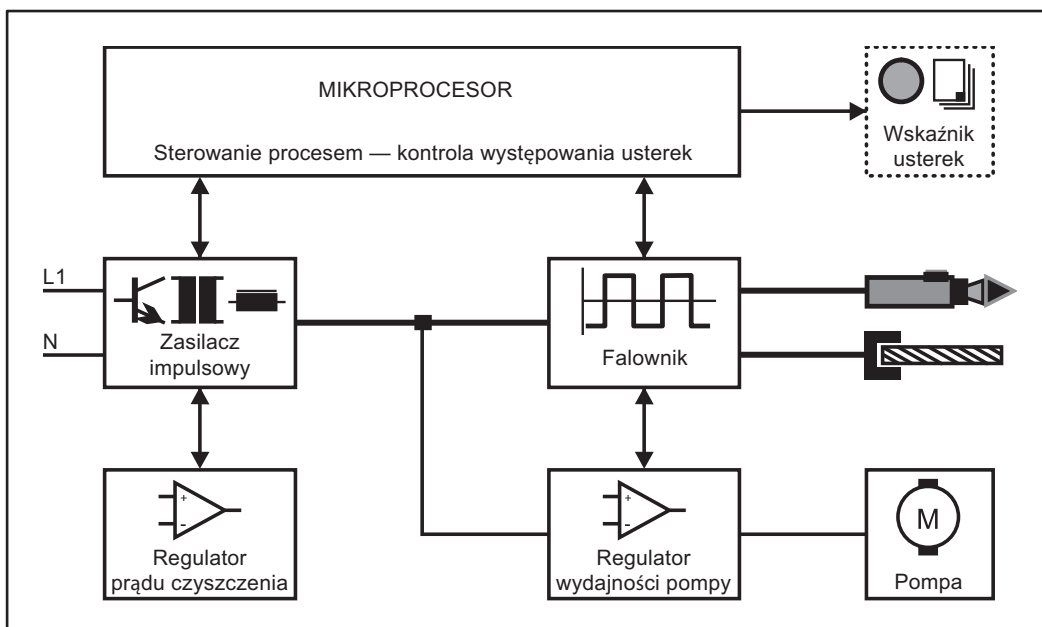 MIKROPROCESOR
Sterowanie procesem — kontrola występowania usterek
Wskaźnik
usterek
L1
N
Zasilacz
impulsowy
Falownik
+
-
Regulator
prądu czyszczenia
+
-
Regulator
wydajności pompy
M
Pompa